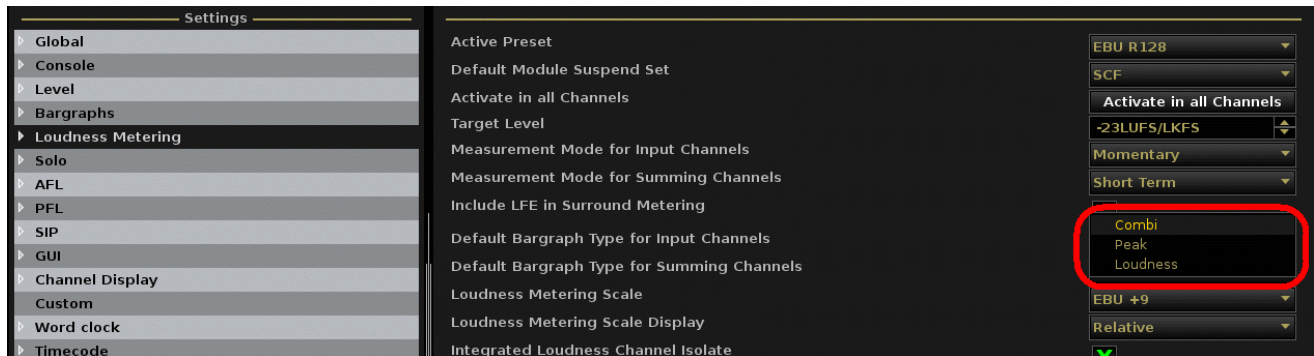 Settings
Global
Console
Level
Bargraphs
Loudness Metering
Solo
AFL
PFL
SIP
GUI
Channel Display
Custom
Word clock
Timecode
Active Preset
EBU R128
Default Module Suspend Set
SCF
Activate in all Channels
Activate in all Channels
Target Level
-23LUFS/LKFS
Measurement Mode for Input Channels
Momentary
Measurement Mode for Summing Channels
Short Term
Include LFE in Surround Metering
Default Bargraph Type for Input Channels
Default Bargraph Type for Summing Channels
Combi
Peak
Loudness
Loudness Metering Scale
EBU +9
Loudness Metering Scale Display
Relative
Integrated Loudness Channel Isolate